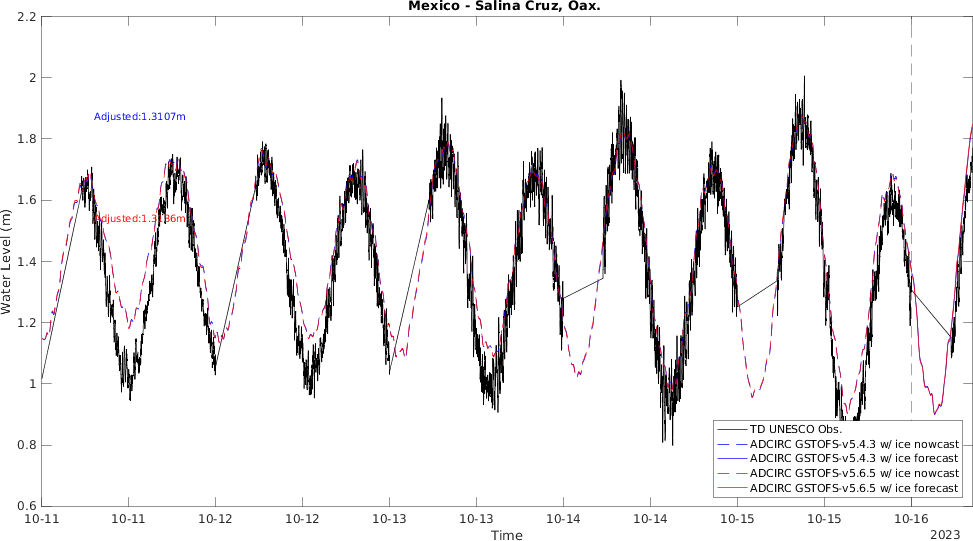 Mexico - Salina Cruz, Oax.
2.2
2
1.8
1.6
1.4
1.2
1
0.8
0.6
Water Level (m)
Adjusted:1.3107m
Adjusted:1.3136m
TD UNESCO Obs.
ADCIRC GSTOFS-v5.4.3 w/ ice nowcast
ADCIRC GSTOFS-v5.4.3 w/ ice forecast
ADCIRC GSTOFS-v5.6.5 w/ ice nowcast
ADCIRC GSTOFS-v5.6.5 w/ ice forecast
10-11 10-11 10-12 10-12 10-13 10-13 10-14 10-14 10-15 10-15 10-16
Time
2023